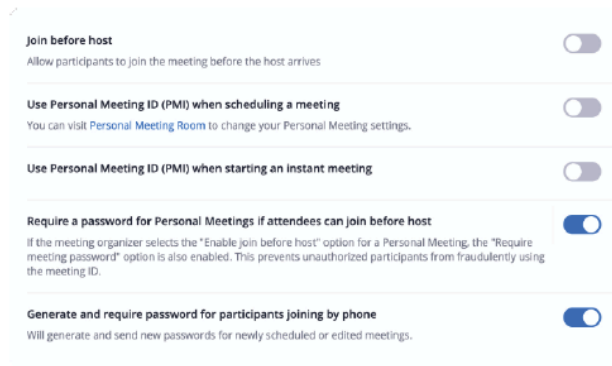 Join before host
Allow participants to join the meeting before the host arrives
Use Personal Meeting ID (PMI) when scheduling a meeting
You can visit Personal Meeting Room to change your Personal Meeting settings.
Use Personal Meeting ID (PMI) when starting an instant meeting
Require a password for Personal Meetings if attendees can join before host
If the meeting organizer selects the "Enable join before host" option for a Personal Meeting, the "Require
meeting password" option is also enabled. This prevents unauthorized participants from fraudulently using
the meeting ID.
Generate and require password for participants joining by phone
Will generate and send new passwords for newly scheduled or edited meetings.